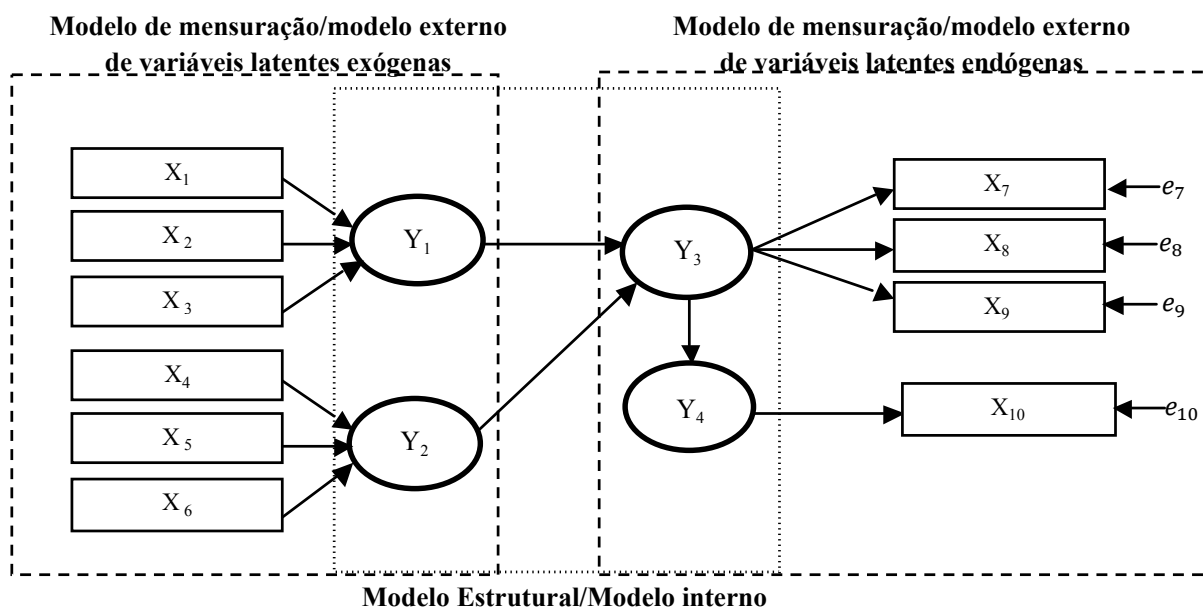 Modelo de mensuração/modelo externo
de variáveis latentes exógenas
Modelo de mensuração/modelo externo
de variáveis latentes endógenas
X₁
X₂
X₃
X₄
X₅
X₆
Y₁
Y₂
Y₃
Y₄
X₇
e₇
X₈
e₈
X₉
e₉
X₁₀
e₁₀
Modelo Estrutural/Modelo interno